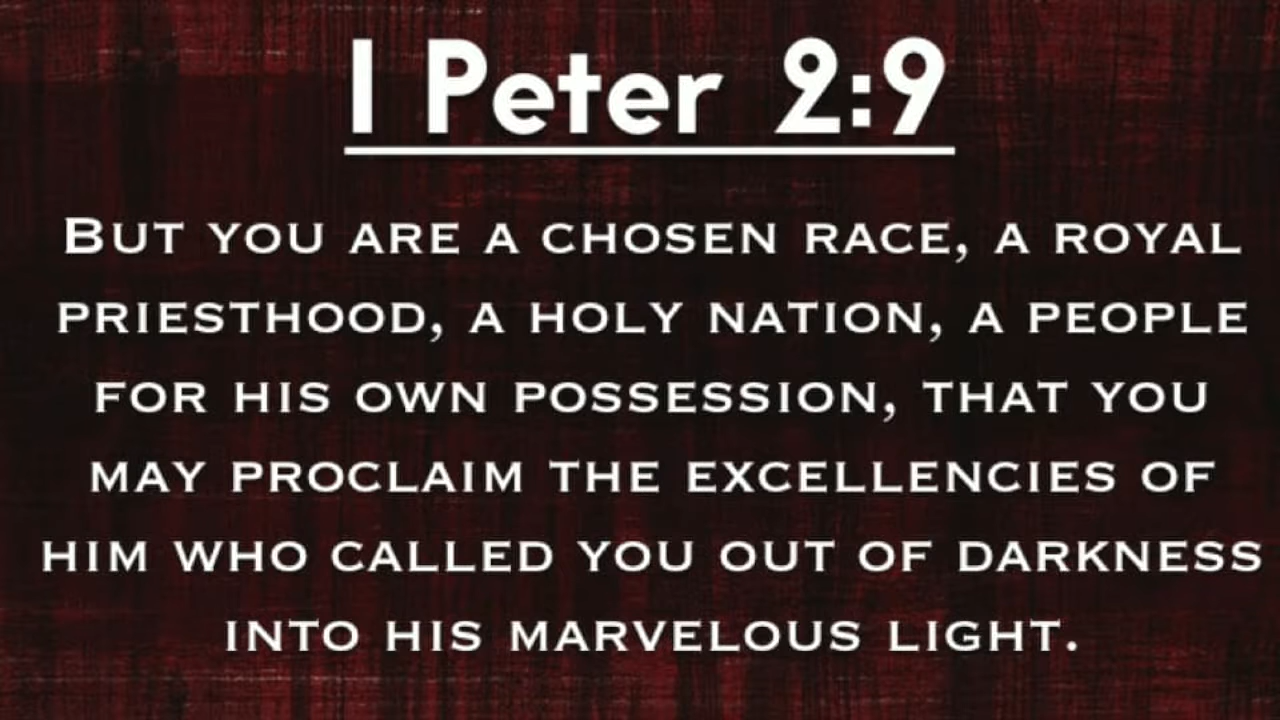 I Peter 2:9
But you are a chosen race, a royal
priesthood, a holy nation, a people
for his own possession, that you
may proclaim the excellencies of
him who called you out of darkness
into his marvelous light.